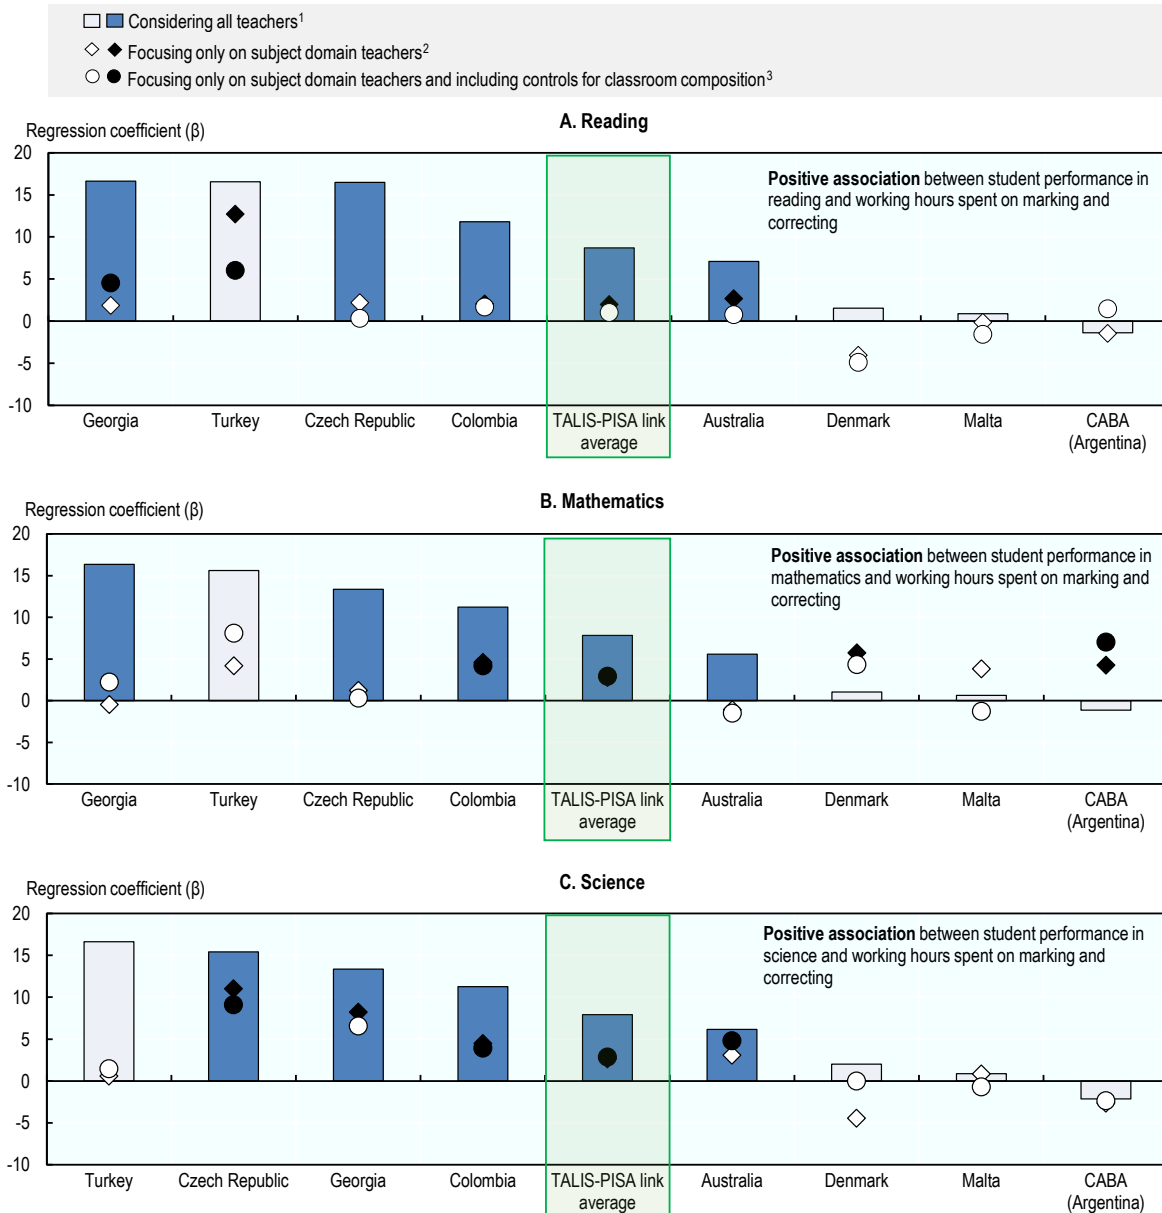 Considering all teachers1
Focusing only on subject domain teachers2
Focusing only on subject domain teachers and including controls for classroom composition3
A. Reading
Regression coefficient (β)
20
15
10
5
0
-5
-10
Positive association between student performance in
reading and working hours spent on marking and
correcting
Georgia
Turkey
Czech Republic
Colombia
TALIS-PISA link
average
Australia
Denmark
Malta
CABA
(Argentina)
B. Mathematics
Regression coefficient (β)
20
15
10
5
0
-5
-10
Positive association between student performance in
mathematics and working hours spent on marking and
correcting
Georgia
Turkey
Czech Republic
Colombia
TALIS-PISA link
average
Australia
Denmark
Malta
CABA
(Argentina)
C. Science
Regression coefficient (β)
20
15
10
5
0
-5
-10
Positive association between student performance in
science and working hours spent on marking and
correcting
Turkey
Czech Republic
Georgia
Colombia
TALIS-PISA link
average
Australia
Denmark
Malta
CABA
(Argentina)